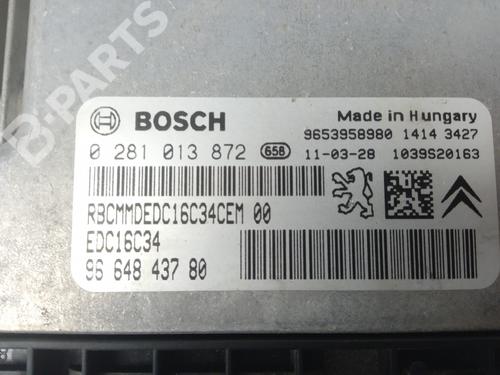 B-PARTS
BOSCH
Made in Hungary
9653958980 1414 3427
0 281 013 872 658 11-03-28 1039S20163
RBCMMDEDC16C34CEM 00
EDC16C34
96 648 437 80